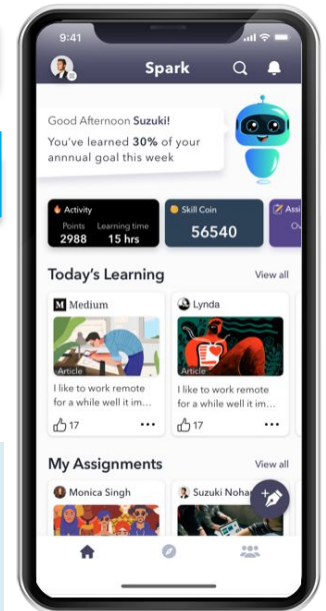 9:41
Spark
Good Afternoon Suzuki!
You've learned 30% of your
annnual goal this week
Activity
Points Learning time
2988 15 hrs
Skill Coin
56540
Assi
Today's Learning View all
M Medium
Article
I like to work remote
for a while well it im...
17
Lynda
Article
I like to work remote
for a while well it im...
17
My Assignments View all
Monica Singh
Suzuki Noha